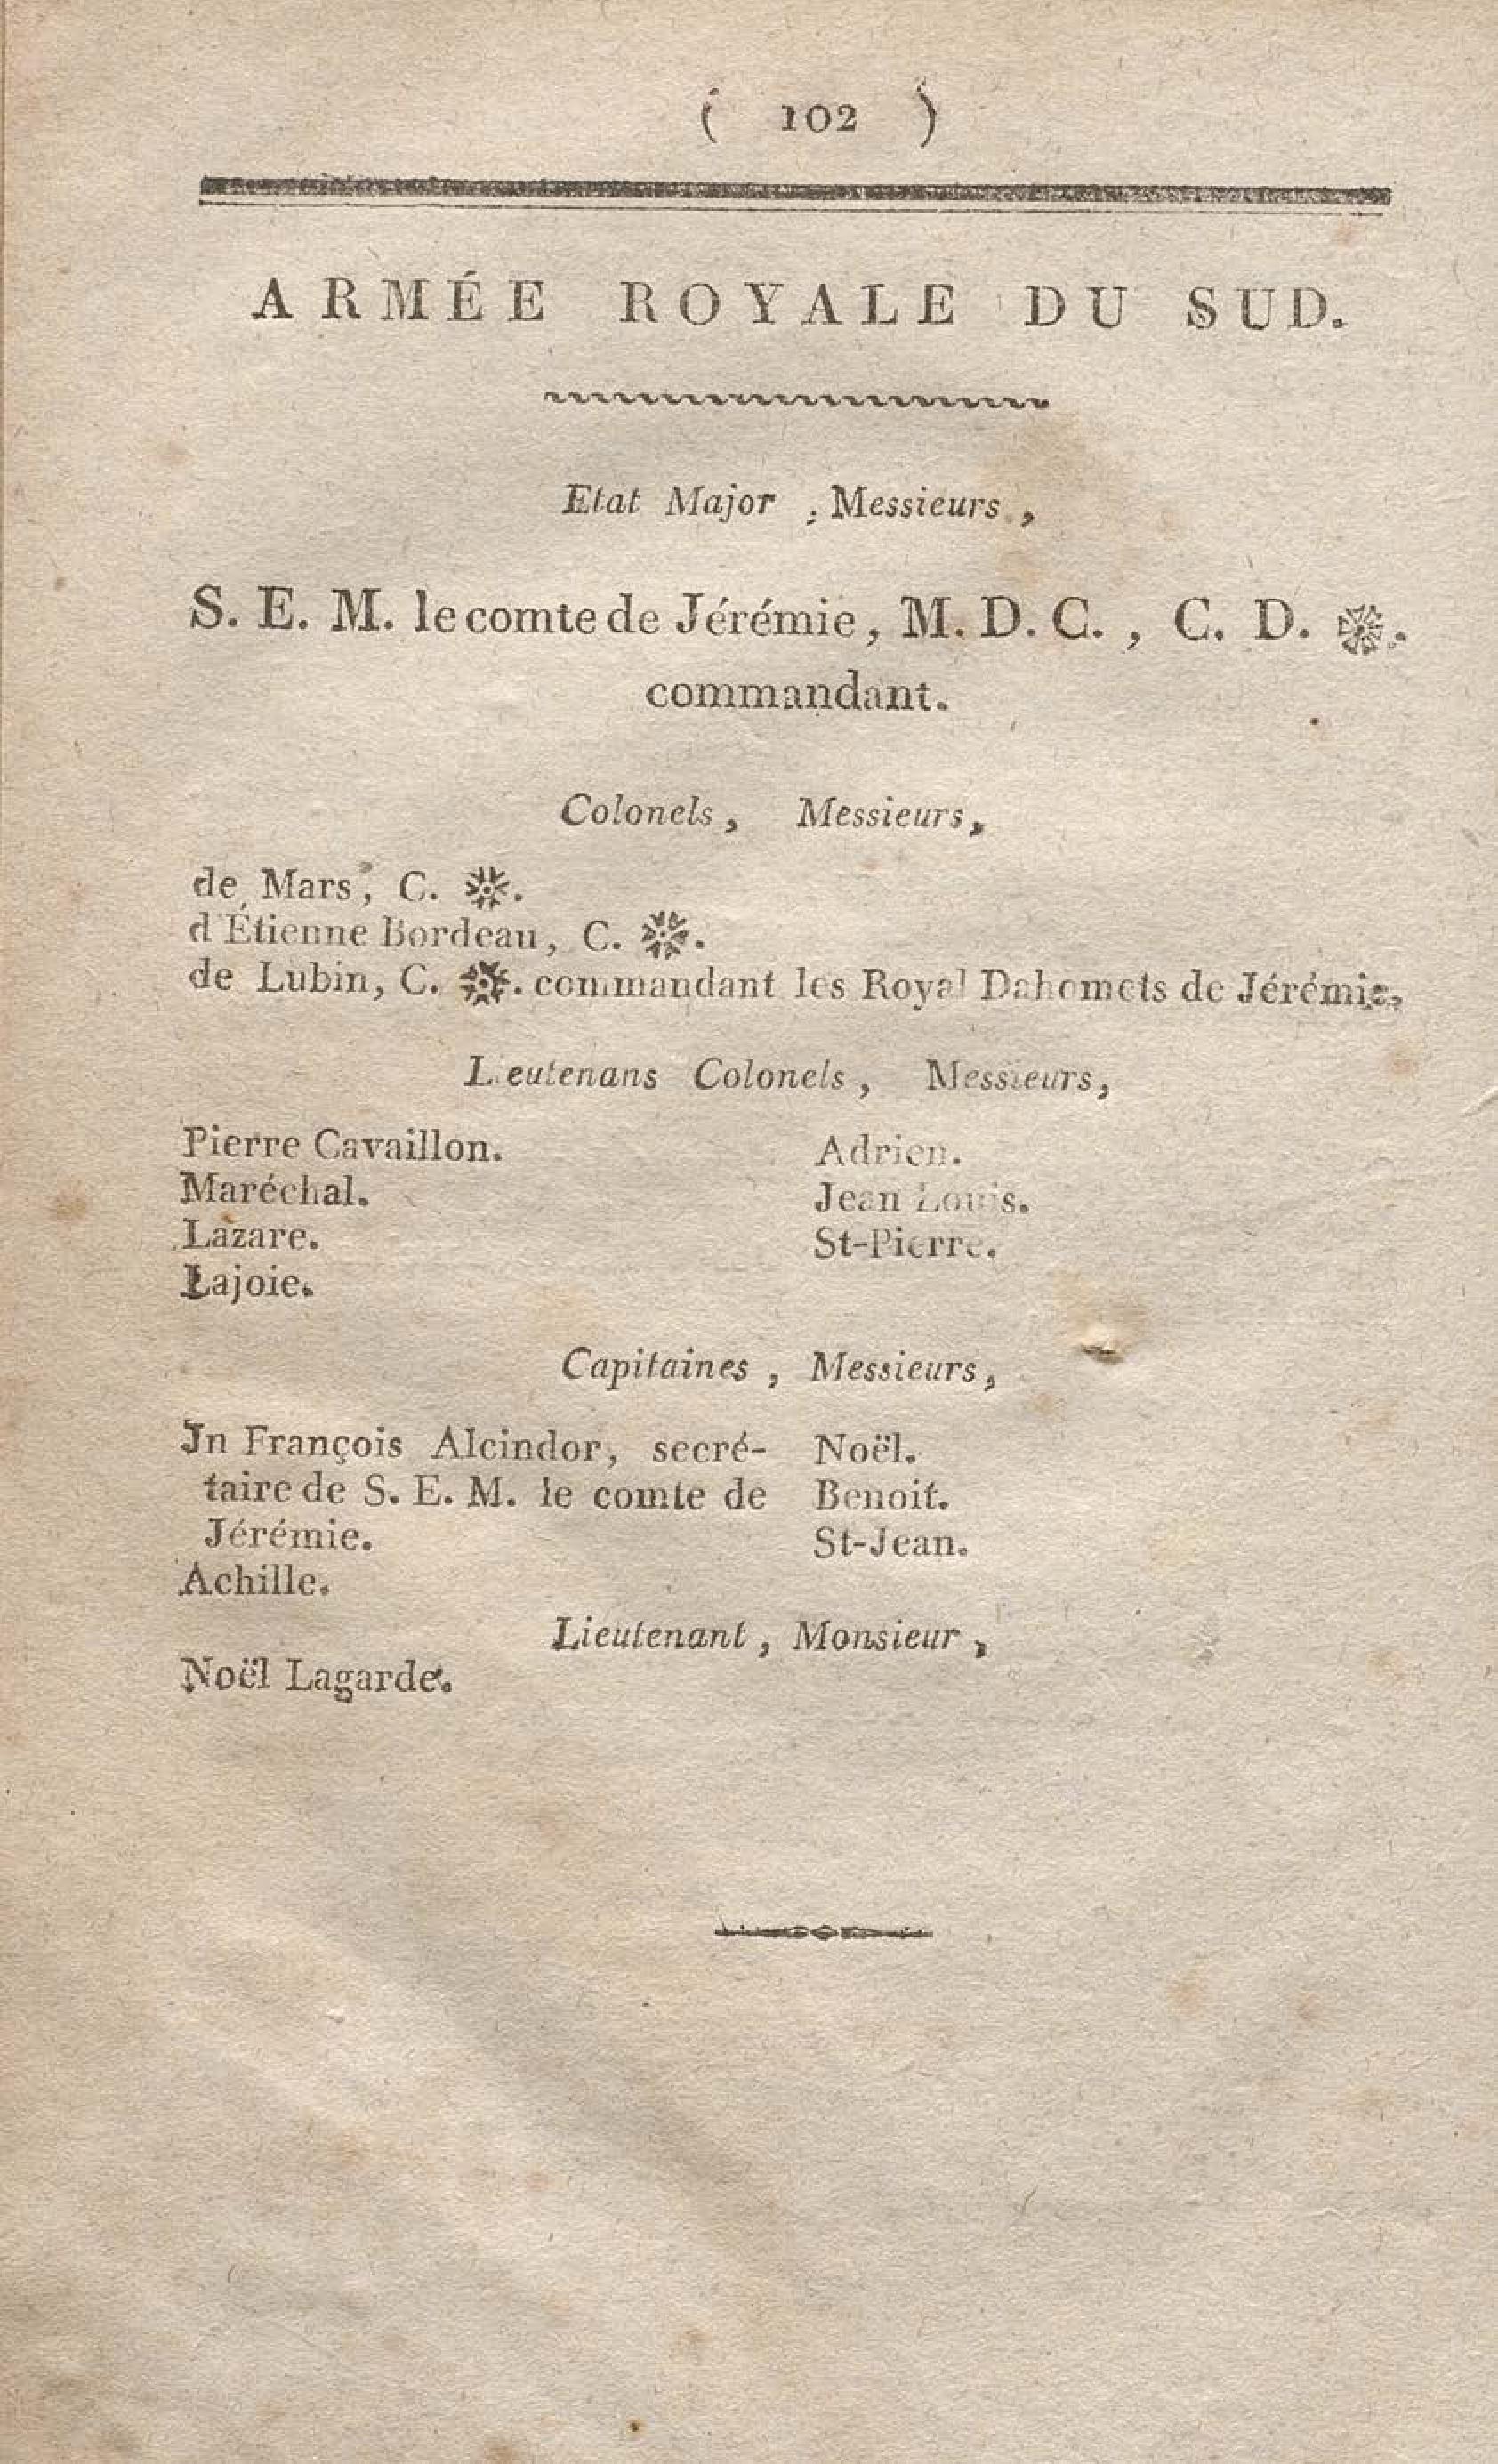 ( 102 )
ARMÉE ROYALE DU SUD.
Etat Major , Messieurs ,
S. E. M. le comte de Jérémie, M. D. C. , C. D. ❋.
commandant.
Colonels , Messieurs,
de Mars, C. ❋.
d'Étienne Bordeau, C. ❋.
de Lubin, C. ❋. commandant les Royal Dahomets de Jérémie,
Lieutenans Colonels , Messieurs,
Pierre Cavaillon.
Maréchal.
Lazare.
Lajoie.
Adrien.
Jean Louis.
St-Pierre.
Capitaines , Messieurs,
Jn François Alcindor, secré-
taire de S. E. M. le comte de
Jérémie.
Achille.
Noël.
Benoit.
St-Jean.
Lieutenant , Monsieur ,
Noël Lagarde.